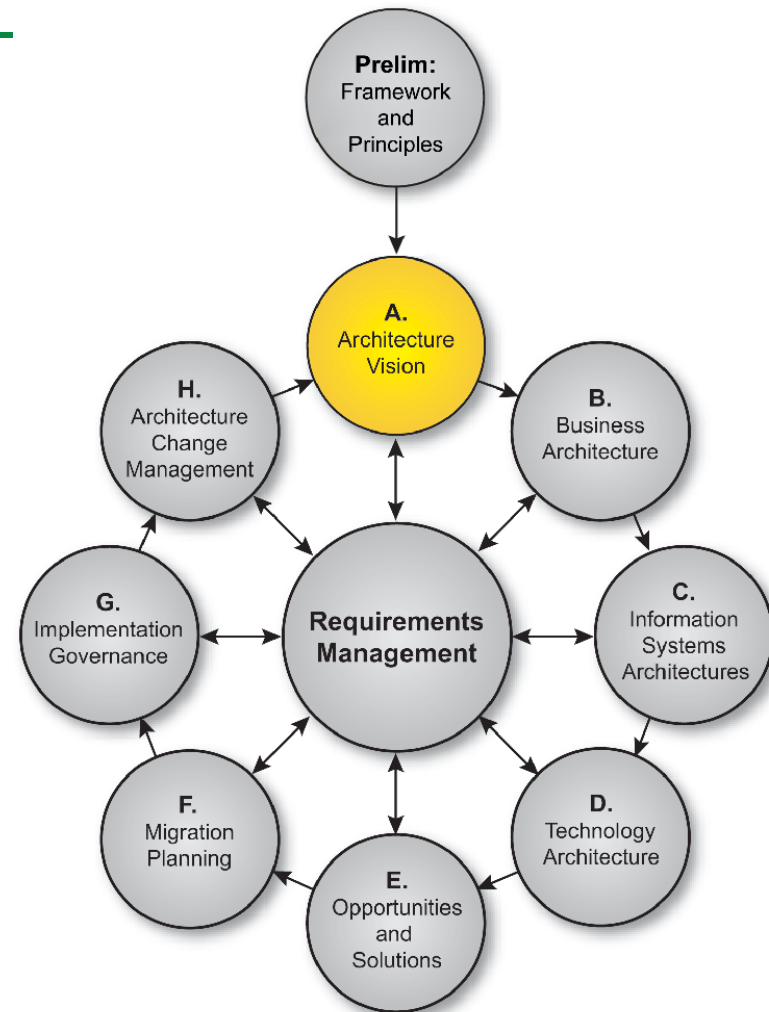 Prelim:
Framework
and
Principles
A.
Architecture
Vision
H.
Architecture
Change
Management
B.
Business
Architecture
G.
Implementation
Governance
Requirements
Management
C.
Information
Systems
Architectures
F.
Migration
Planning
D.
Technology
Architecture
E.
Opportunities
and
Solutions